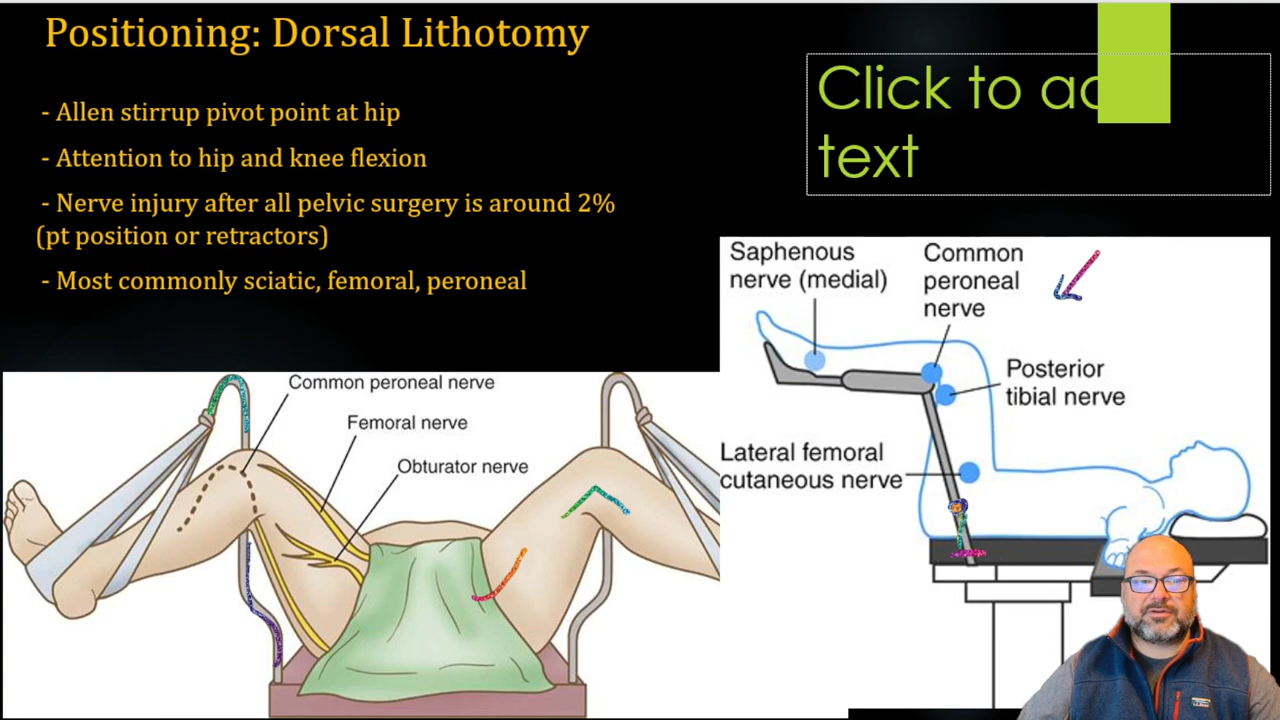 Positioning: Dorsal Lithotomy
- Allen stirrup pivot point at hip
- Attention to hip and knee flexion
- Nerve injury after all pelvic surgery is around 2%
(pt position or retractors)
- Most commonly sciatic, femoral, peroneal
Click to
text
Common peroneal nerve
Femoral nerve
Obturator nerve
Saphenous
nerve (medial)
Common
peroneal
nerve
Posterior
tibial nerve
Lateral femoral
cutaneous nerve